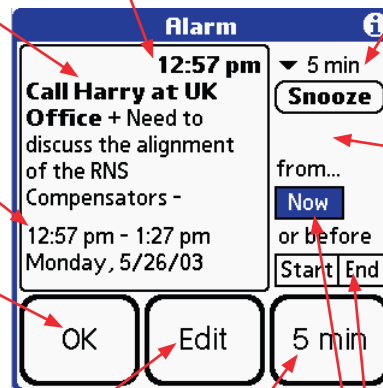 Alarm
12:57 pm
Call Harry at UK
Office + Need to
discuss the alignment
of the RNS
Compensators -
12:57 pm - 1:27 pm
Monday, 5/26/03
5 min
Snooze
from...
Now
or before
Start End
OK Edit 5 min